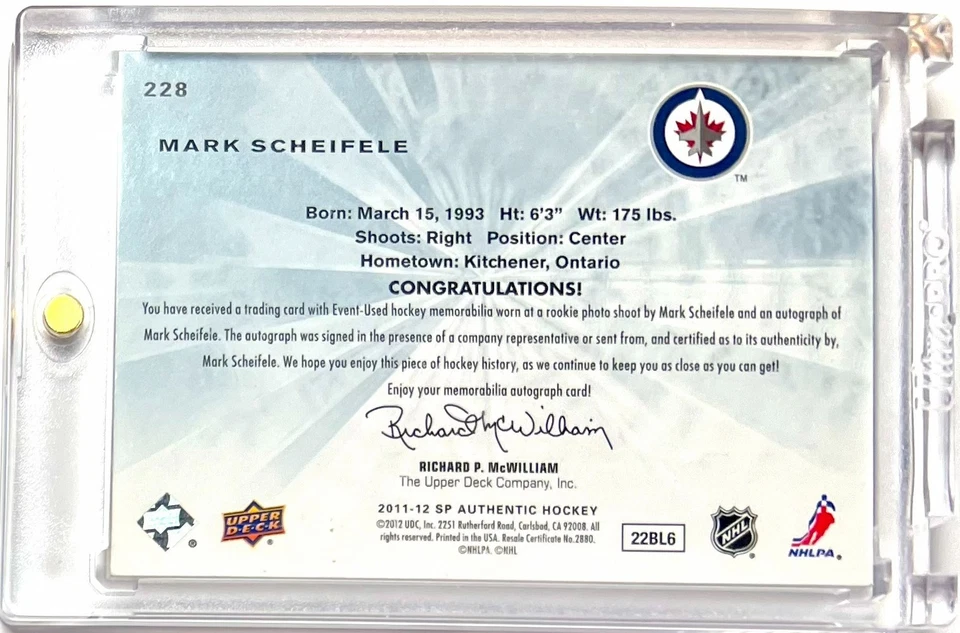 228
MARK SCHEIFELE
TM
Born: March 15, 1993 Ht: 6'3” Wt: 175 lbs.
Shoots: Right Position: Center
Hometown: Kitchener, Ontario
CONGRATULATIONS!
You have received a trading card with Event-Used hockey memorabilia worn at a rookie photo shoot by Mark Scheifele and an autograph of
Mark Scheifele. The autograph was signed in the presence of a company representative or sent from, and certified as to its authenticity by,
Mark Scheifele. We hope you enjoy this piece of hockey history, as we continue to keep you as close as you can get!
Enjoy your memorabilia autograph card!
Richard McWilliam
RICHARD P. McWILLIAM
The Upper Deck Company, Inc.
UPPER
D·E·C·K
®
®
2011-12 SP AUTHENTIC HOCKEY
©2012 UDC, Inc. 2251 Rutherford Road, Carlsbad, CA 92008. All
rights reserved. Printed in the USA. Resale Certificate No.2880.
©NHLPA. ©NHL
22BL6
NHL
®
NHLPA®